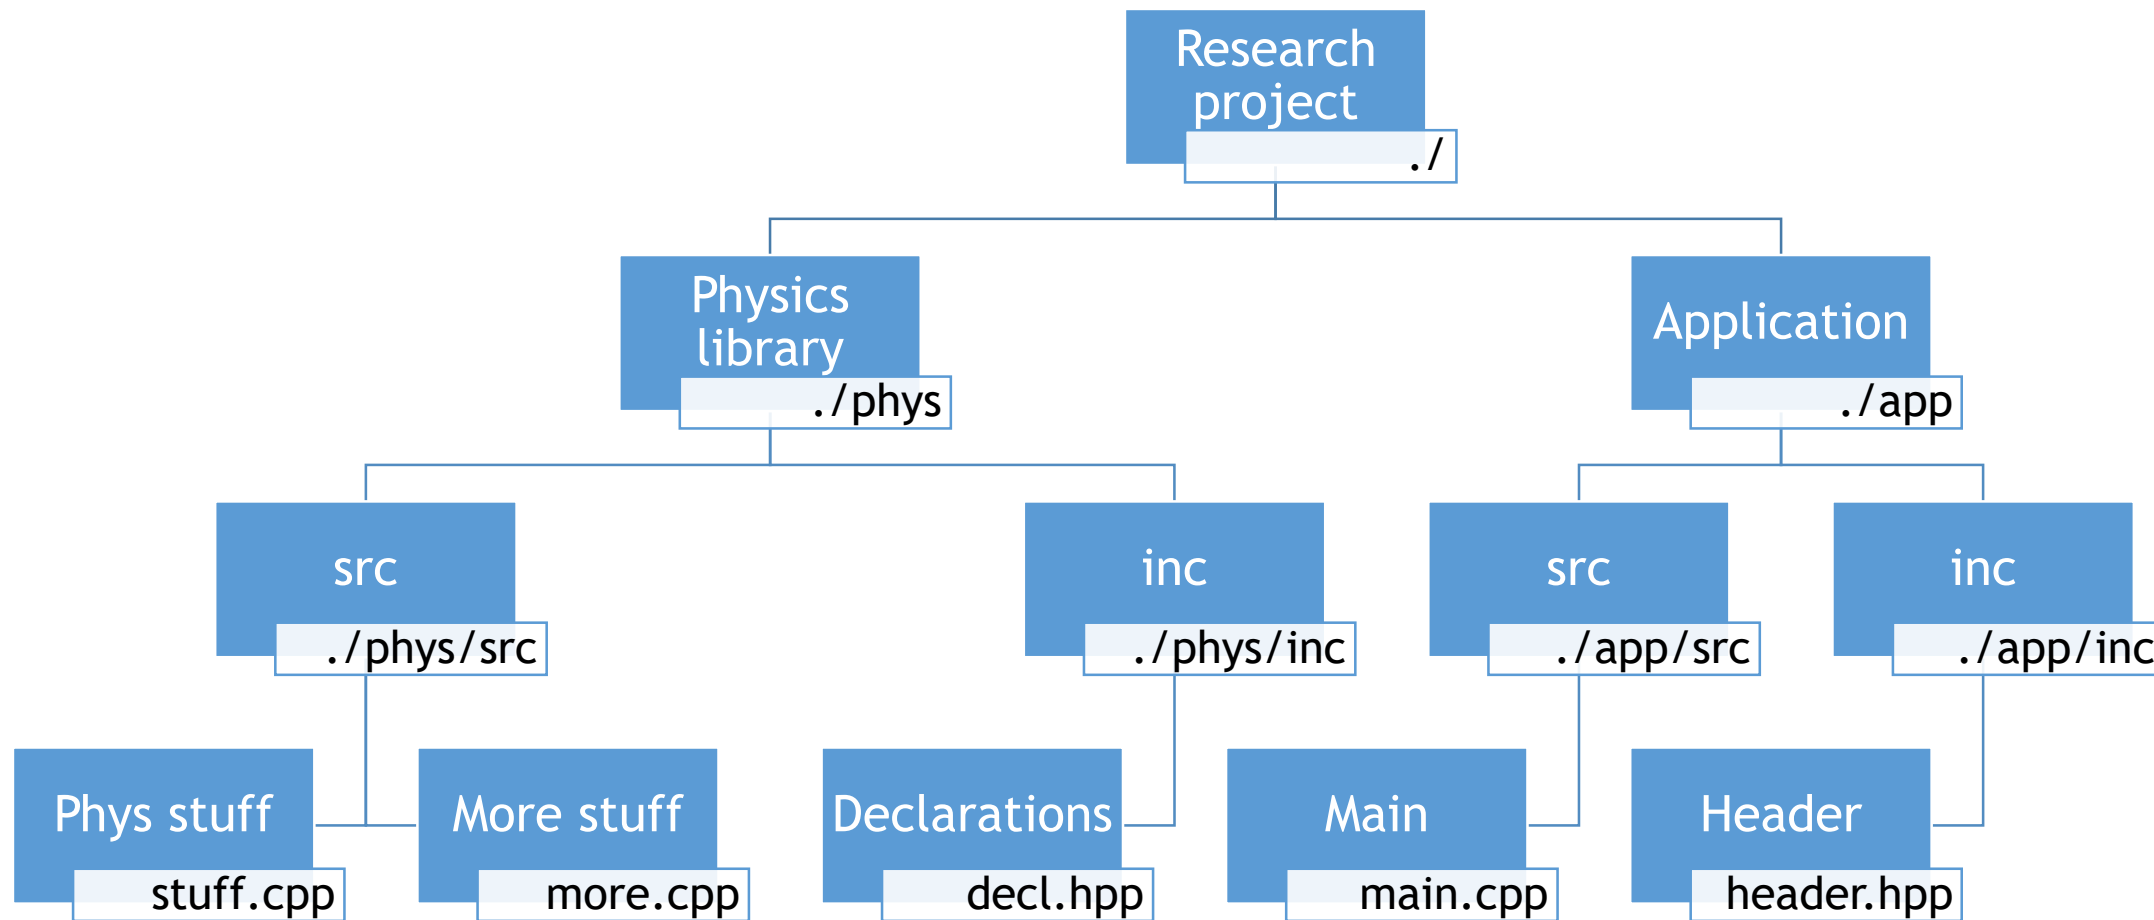 Research
project
./
Physics
library
./phys
Application
./app
src
./phys/src
inc
./phys/inc
src
./app/src
inc
./app/inc
Phys stuff
stuff.cpp
More stuff
more.cpp
Declarations
decl.hpp
Main
main.cpp
Header
header.hpp